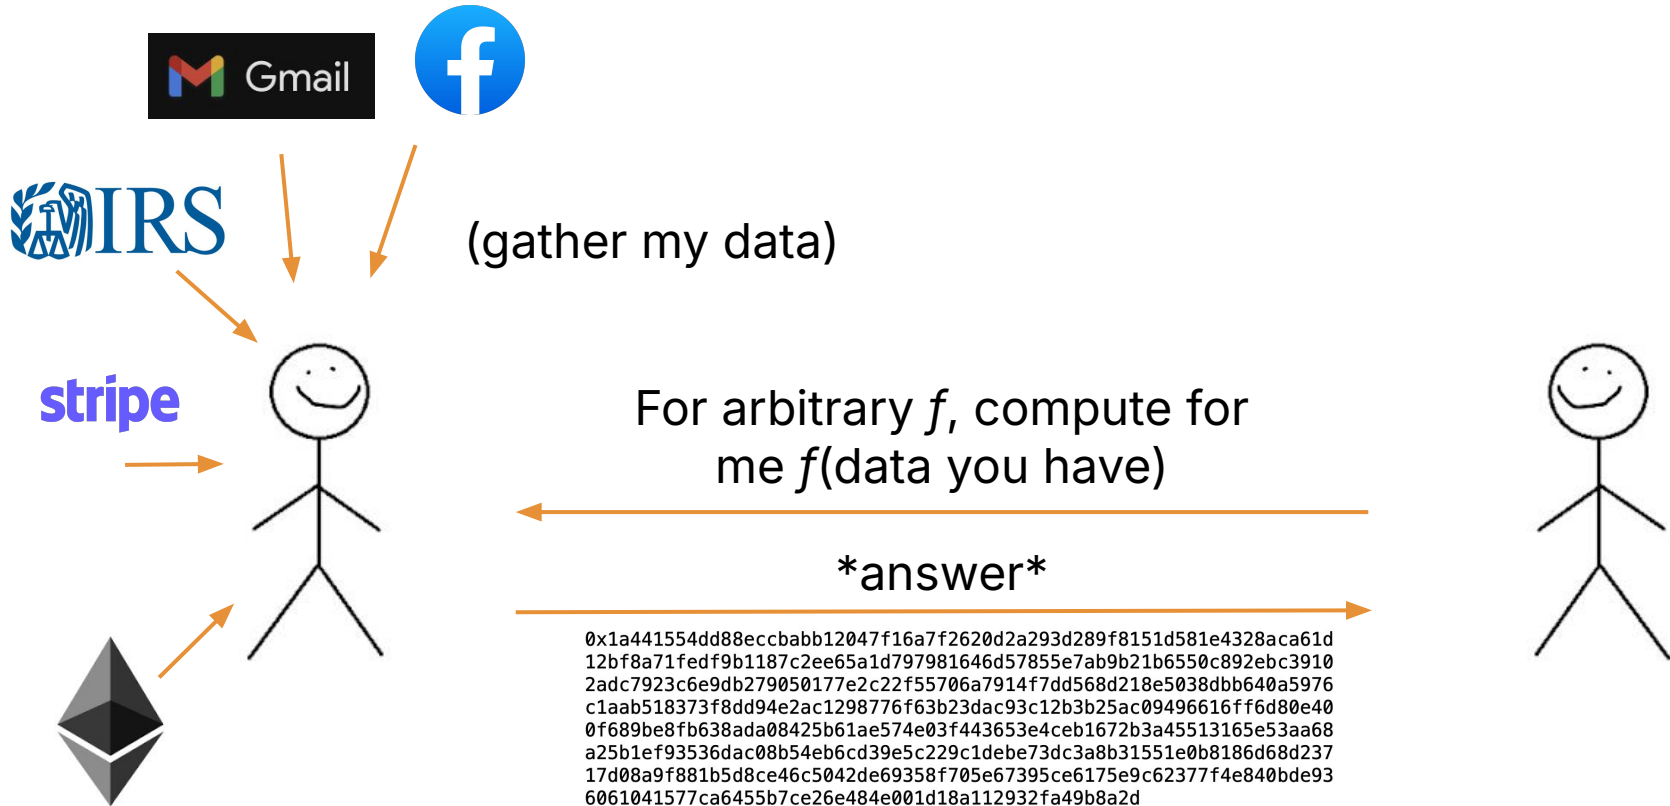 Gmail
IRS
(gather my data)
stripe
For arbitrary f, compute for
me f(data you have)
*answer*
0x1a441554dd88eccbabb12047f16a7f2620d2a293d289f8151d581e4328aca61d
12bf8a71fedf9b1187c2ee65a1d797981646d57855e7ab9b21b6550c892ebc3910
2adc7923c6e9db279050177e2c22f55706a7914f7dd568d218e5038dbb640a5976
c1aab518373f8dd94e2ac1298776f63b23dac93c12b3b25ac09496616ff6d80e40
0f689be8fb638ada08425b61ae574e03f443653e4ceb1672b3a45513165e53aa68
a25b1ef93536dac08b54eb6cd39e5c229c1debe73dc3a8b31551e0b8186d68d237
17d08a9f881b5d8ce46c5042de69358f705e67395ce6175e9c62377f4e840bde93
6061041577ca6455b7ce26e484e001d18a112932fa49b8a2d